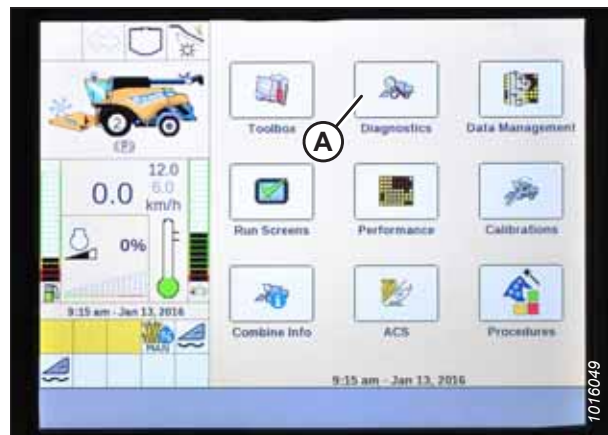 2
(P)
12.0
0.0 6.0
km/h
0%
9:15 am - Jan 13, 2016
MAN
Toolbox Diagnostics Data Management
A
Run Screens Performance Calibrations
Combine Info ACS Procedures
9:15 am - Jan 13, 2016
1016049